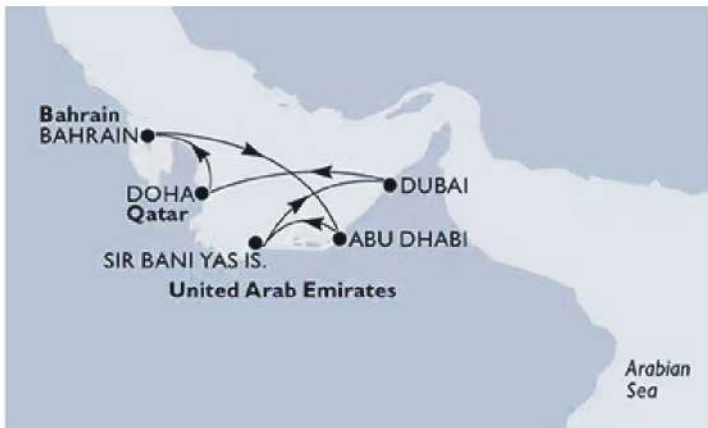 Bahrain
BAHRAIN
DOHA
Qatar
DUBAI
ABU DHABI
SIR BANI YAS IS.
United Arab Emirates
Arabian
Sea